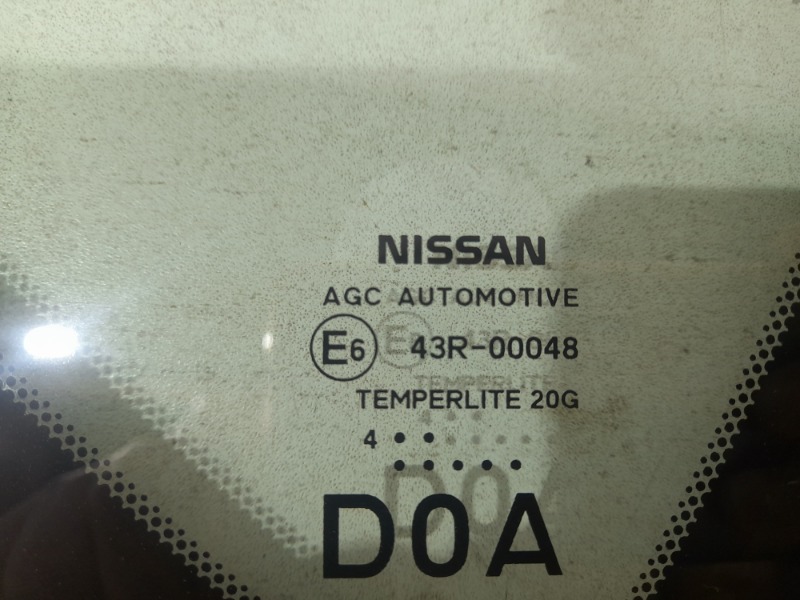 NISSAN
AGC AUTOMOTIVE
E6 43R-00048
TEMPERLITE 20G
4 • •
• • • • •
D0A